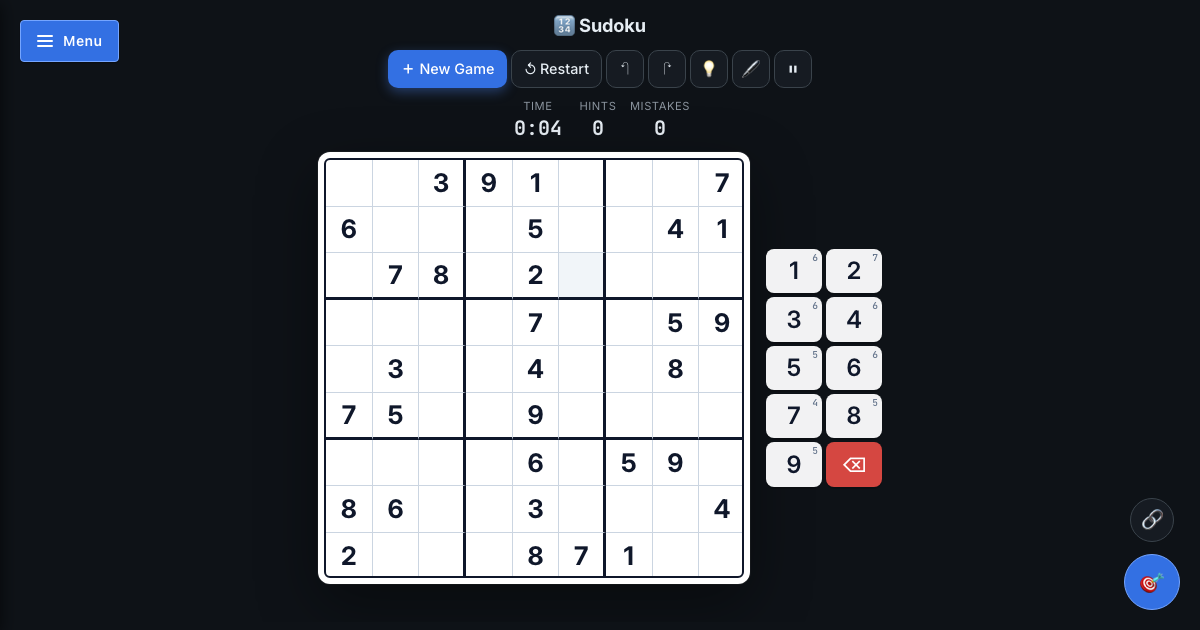 Menu
🔢 Sudoku
+ New Game
Restart
TIME HINTS MISTAKES
0:04 0 0
3 9 1 7
6 5 4 1
7 8 2
7 5 9
3 4 8
7 5 9
6 5 9
8 6 3 4
2 8 7 1
1 6 2 7
3 6 4 6
5 5 6 6
7 4 8 5
9 5